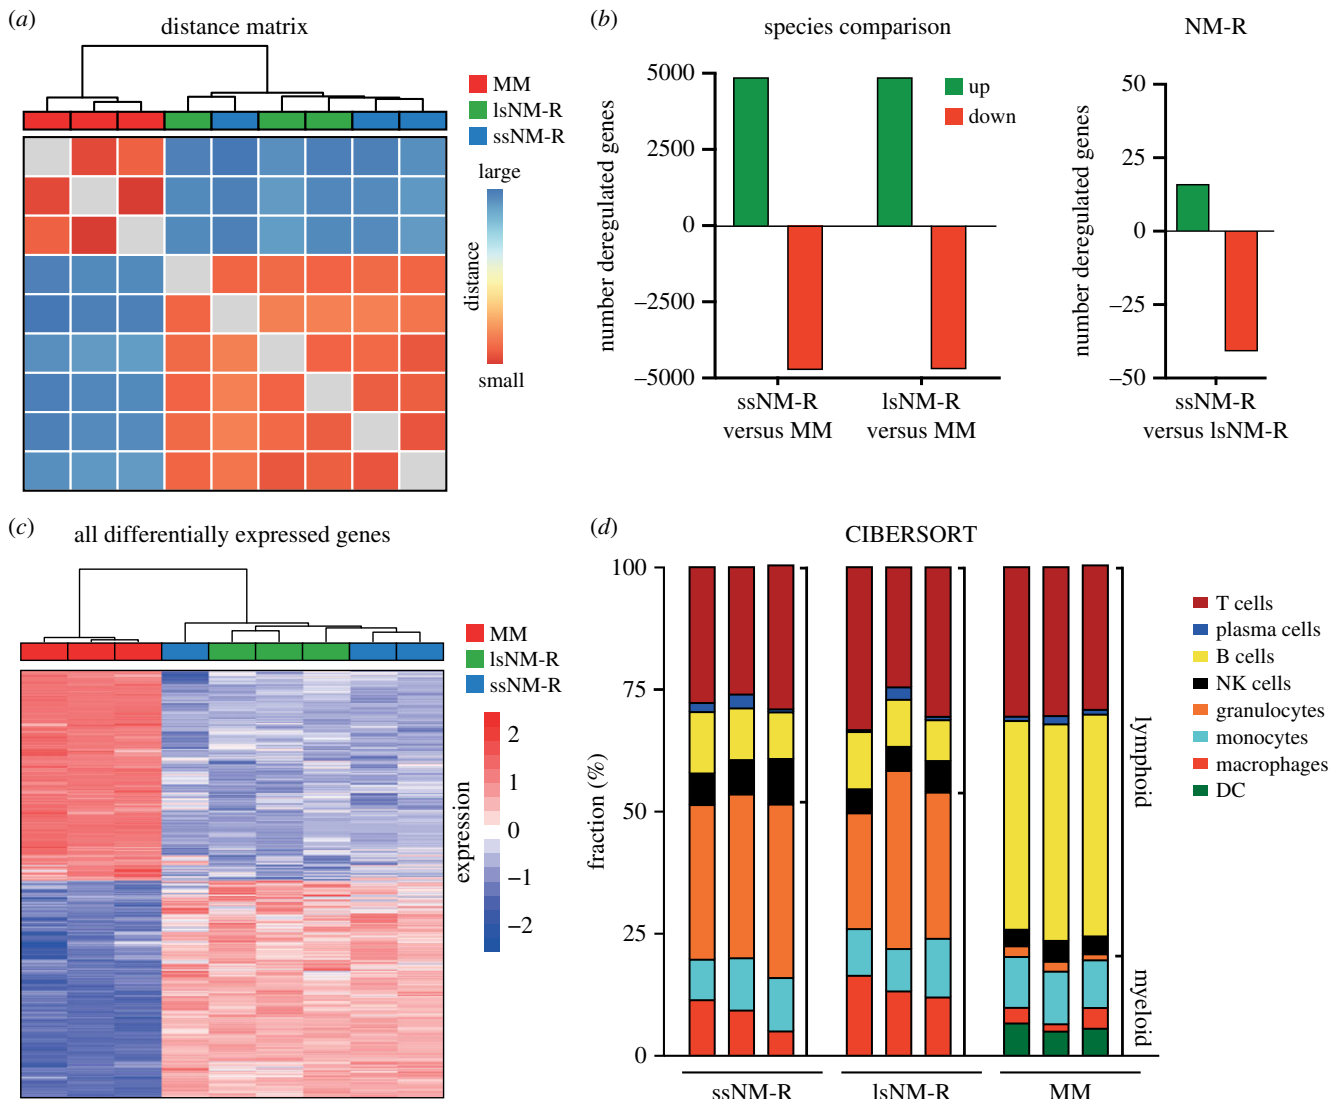 (a)
distance matrix
MM
lsNM-R
ssNM-R
large
distance
small
(b)
species comparison
NM-R
number deregulated genes
5000
2500
0
−2500
−5000
up
down
ssNM-R
versus MM
lsNM-R
versus MM
number deregulated genes
50
25
0
−25
−50
ssNM-R
versus lsNM-R
(c)
all differentially expressed genes
MM
lsNM-R
ssNM-R
expression
2
1
0
−1
−2
(d)
CIBERSORT
fraction (%)
100
75
50
25
0
ssNM-R
lsNM-R
MM
lymphoid
myeloid
T cells
plasma cells
B cells
NK cells
granulocytes
monocytes
macrophages
DC